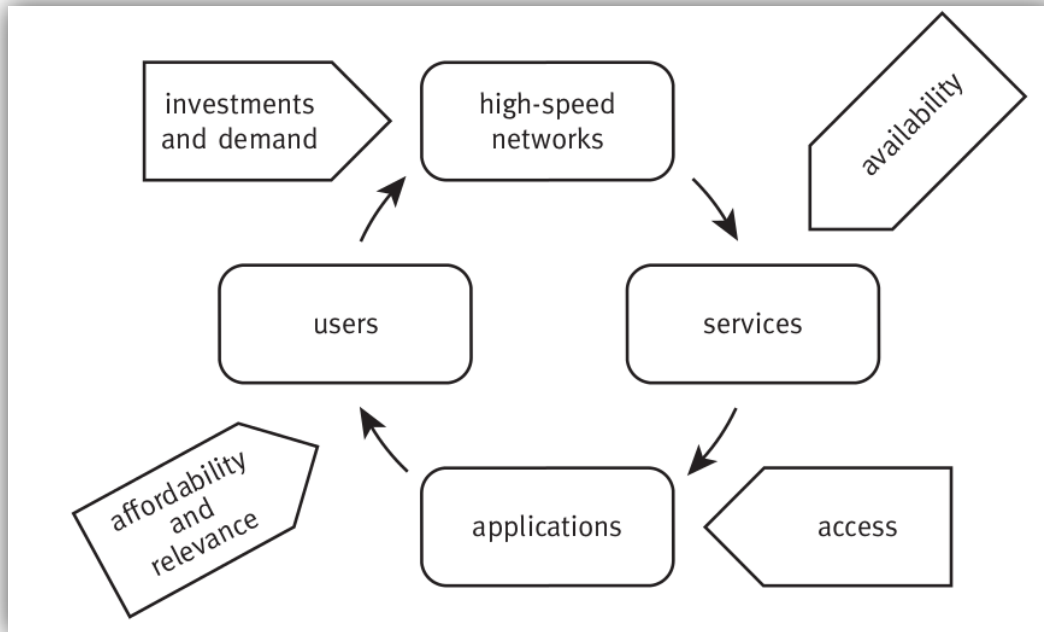 investments
and demand
high-speed
networks
availability
users
services
affordability
and
relevance
applications
access